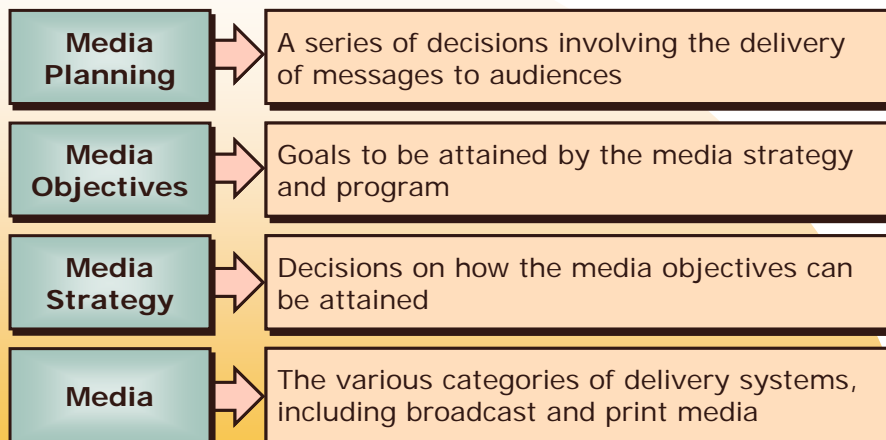 Media
Planning
A series of decisions involving the delivery
of messages to audiences
Media
Objectives
Goals to be attained by the media strategy
and program
Media
Strategy
Decisions on how the media objectives can
be attained
Media
The various categories of delivery systems,
including broadcast and print media